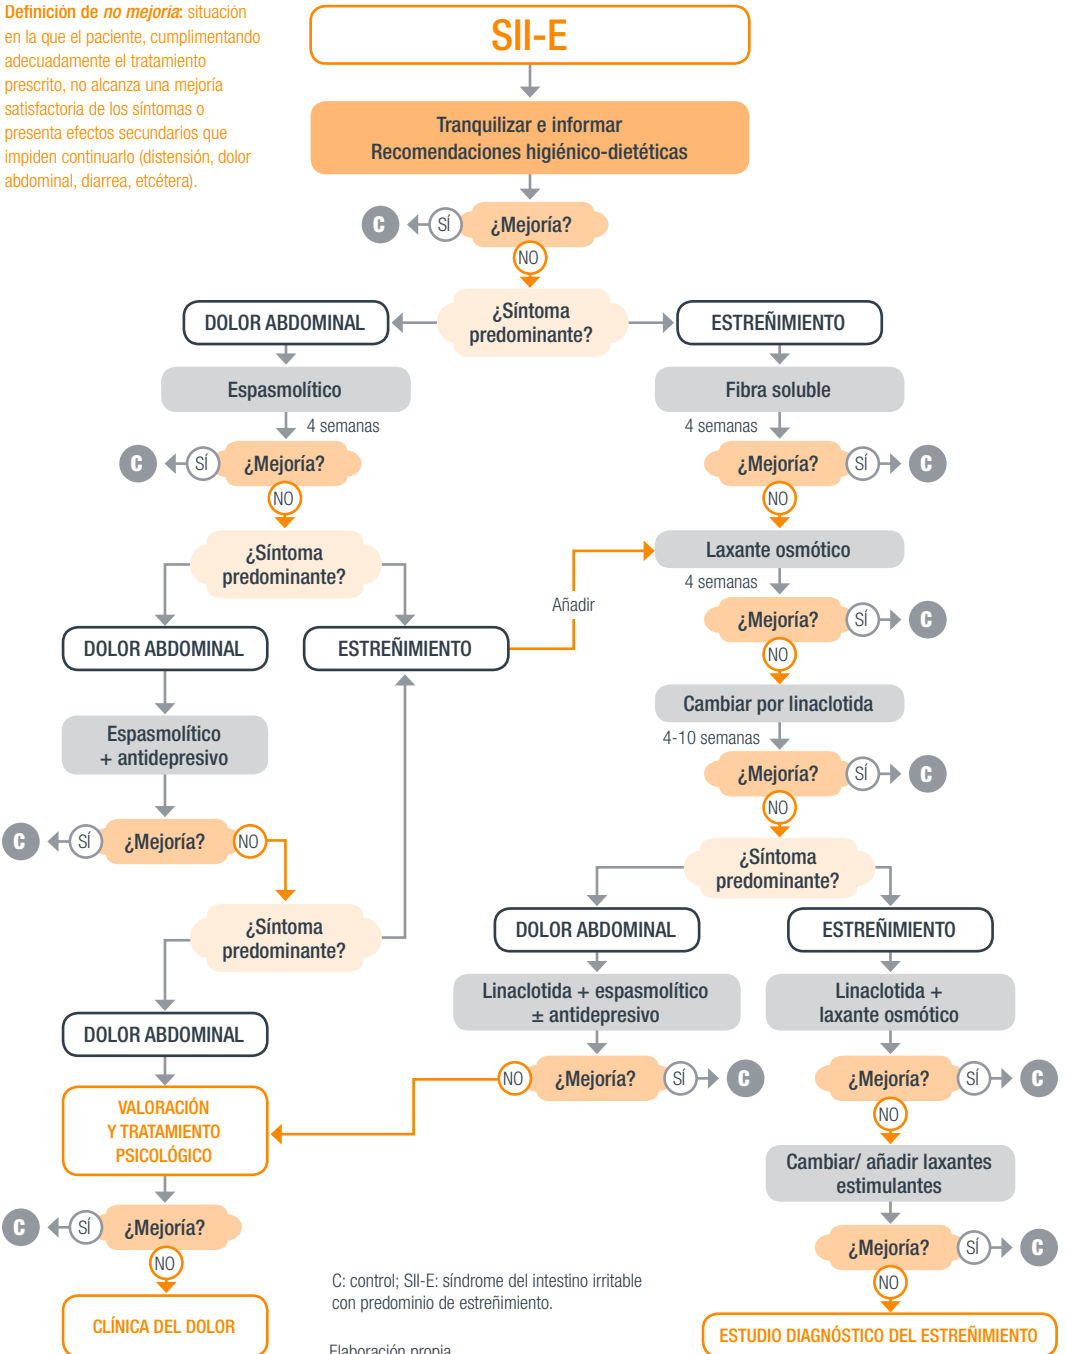 Definición de no mejoría: situación
en la que el paciente, cumplimentando
adecuadamente el tratamiento
prescrito, no alcanza una mejoría
satisfactoria de los síntomas o
presenta efectos secundarios que
impiden continuarlo (distensión, dolor
abdominal, diarrea, etcétera).
SII-E
Tranquilizar e informar
Recomendaciones higiénico-dietéticas
C
SÍ
¿Mejoría?
NO
¿Síntoma
predominante?
DOLOR ABDOMINAL
ESTREÑIMIENTO
Espasmolítico
4 semanas
C
SÍ
¿Mejoría?
NO
¿Síntoma
predominante?
DOLOR ABDOMINAL
ESTREÑIMIENTO
Añadir
Espasmolítico
+ antidepresivo
C
SÍ
¿Mejoría?
NO
¿Síntoma
predominante?
DOLOR ABDOMINAL
VALORACIÓN
Y TRATAMIENTO
PSICOLÓGICO
C
SÍ
¿Mejoría?
NO
CLÍNICA DEL DOLOR
Fibra soluble
4 semanas
¿Mejoría?
SÍ
C
NO
Laxante osmótico
4 semanas
¿Mejoría?
SÍ
C
NO
Cambiar por linaclotida
4-10 semanas
¿Mejoría?
SÍ
C
NO
¿Síntoma
predominante?
DOLOR ABDOMINAL
Linaclotida + espasmolítico
± antidepresivo
NO
¿Mejoría?
SÍ
C
ESTREÑIMIENTO
Linaclotida +
laxante osmótico
¿Mejoría?
SÍ
C
NO
Cambiar/ añadir laxantes
estimulantes
¿Mejoría?
SÍ
C
NO
ESTUDIO DIAGNÓSTICO DEL ESTREÑIMIENTO
C: control; SII-E: síndrome del intestino irritable
con predominio de estreñimiento.
Elaboración propia